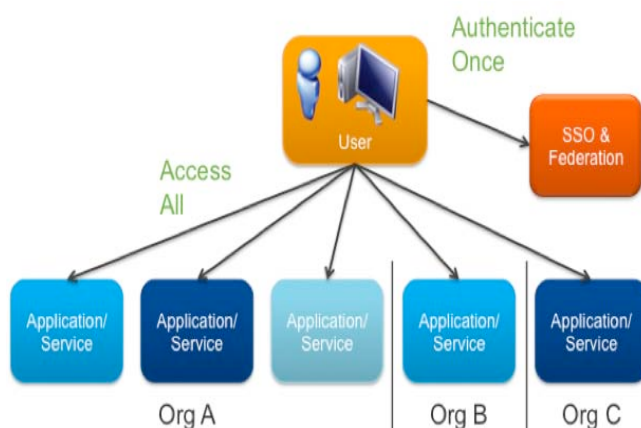 Authenticate
Once
User
SSO &
Federation
Access
All
Application/
Service
Application/
Service
Application/
Service
Application/
Service
Application/
Service
Org A
Org B
Org C